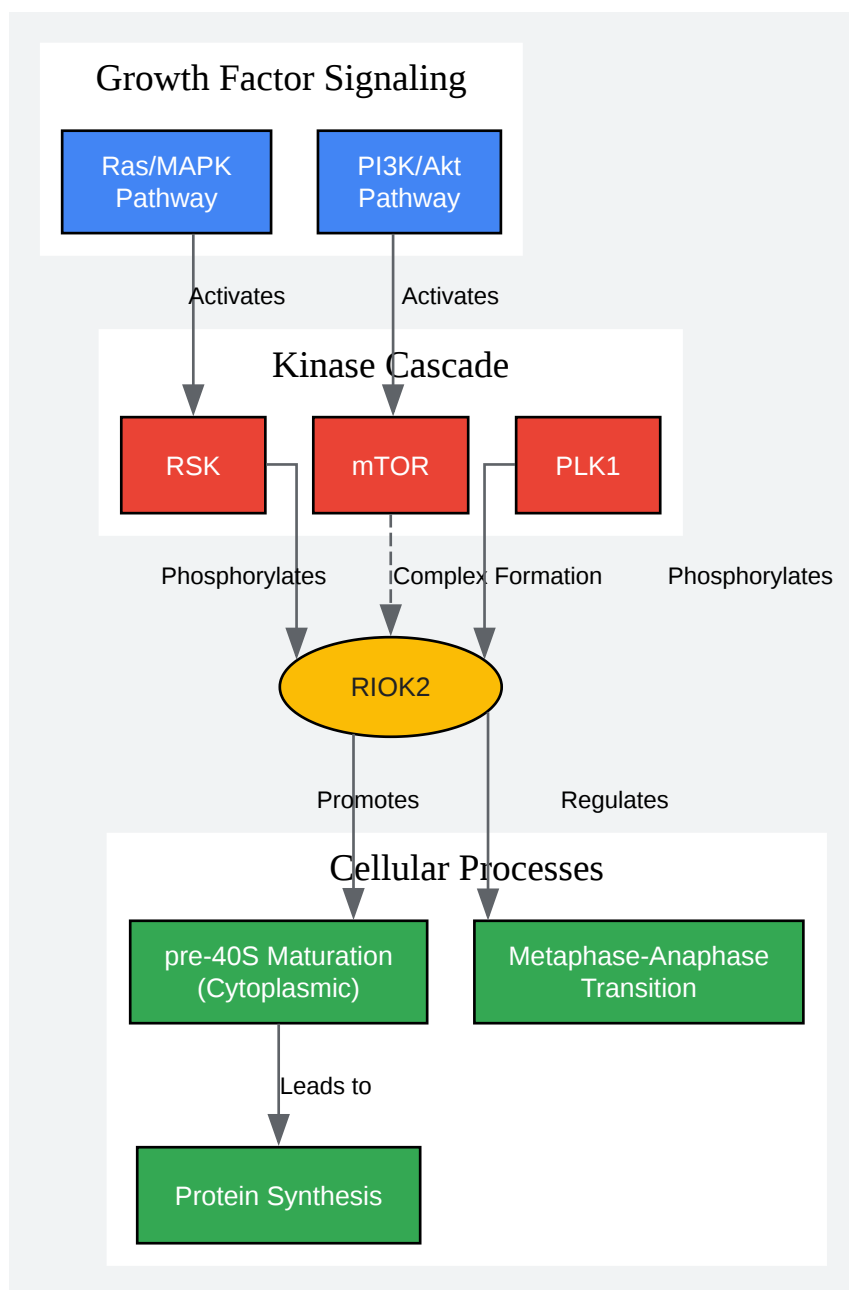 Growth Factor Signaling
Ras/MAPK
Pathway
PI3K/Akt
Pathway
Activates
Activates
Kinase Cascade
RSK
mTOR
PLK1
Phosphorylates
Complex Formation
Phosphorylates
RIOK2
Promotes
Regulates
Cellular Processes
pre-40S Maturation
(Cytoplasmic)
Metaphase-Anaphase
Transition
Leads to
Protein Synthesis